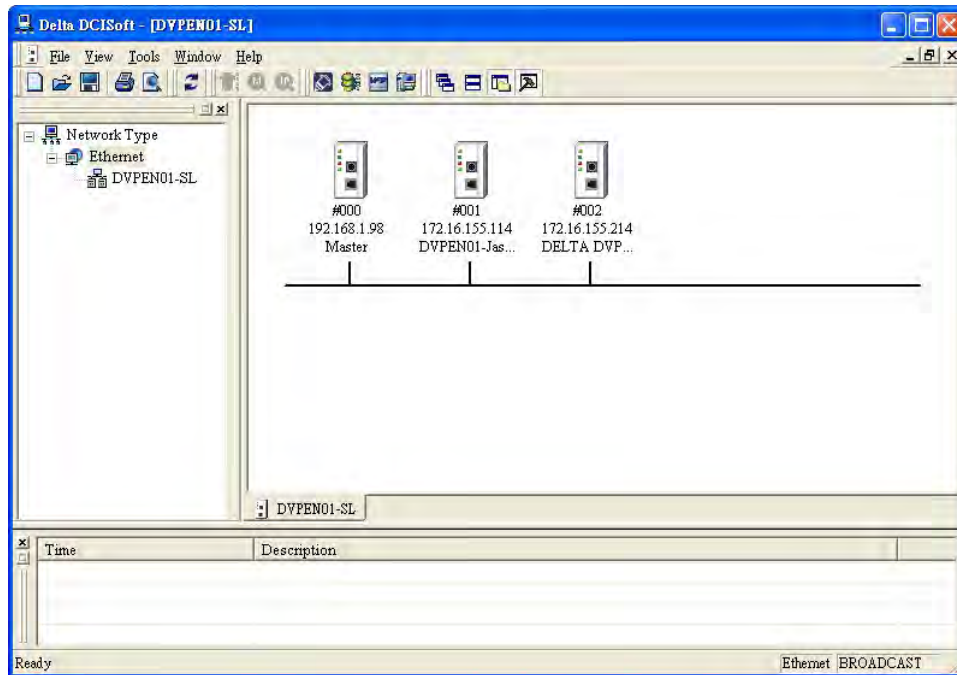 Delta DCISoft - [DVPEN01-SL]
File View Tools Window Help
Network Type
Ethernet
DVPEN01-SL
#000
192.168.1.98
Master
#001
172.16.155.114
DVPEN01-Jas...
#002
172.16.155.214
DELTA DVP...
DVPEN01-SL
Time Description
Ready Ethernet BROADCAST